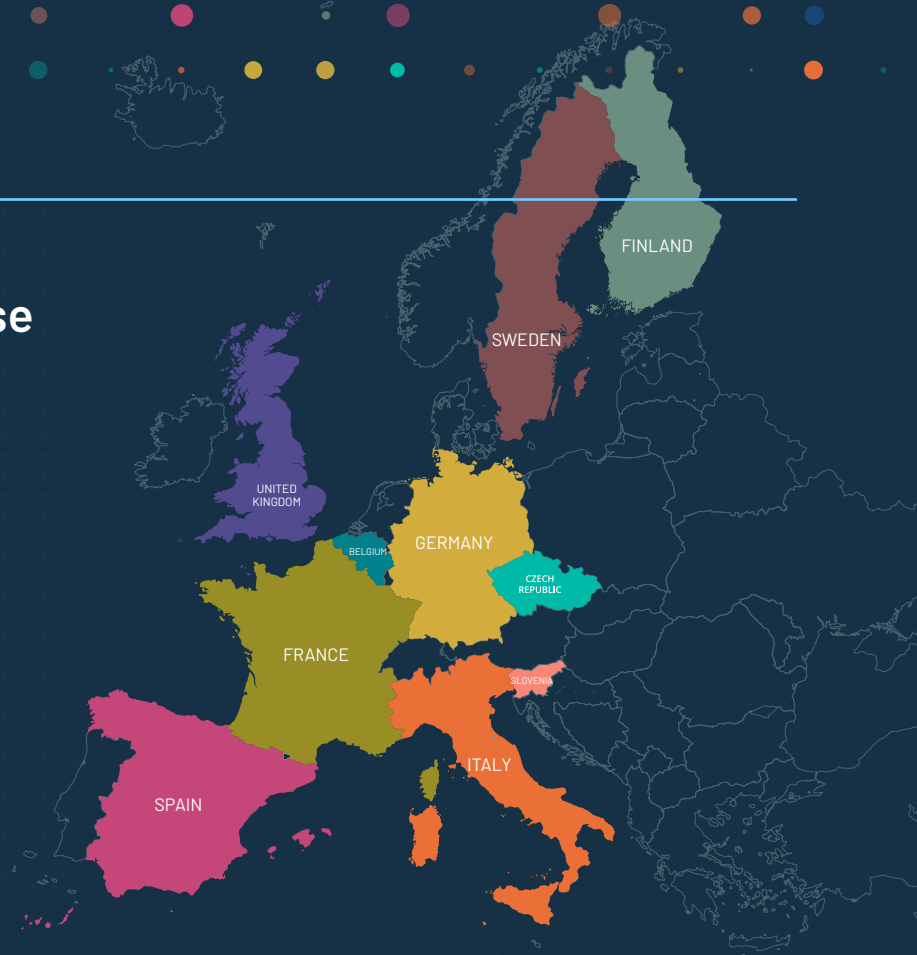 FINLAND
se
SWEDEN
UNITED
KINGDOM
GERMANY
BELGIUM
CZECH
REPUBLIC
FRANCE
SLOVENIA
ITALY
SPAIN